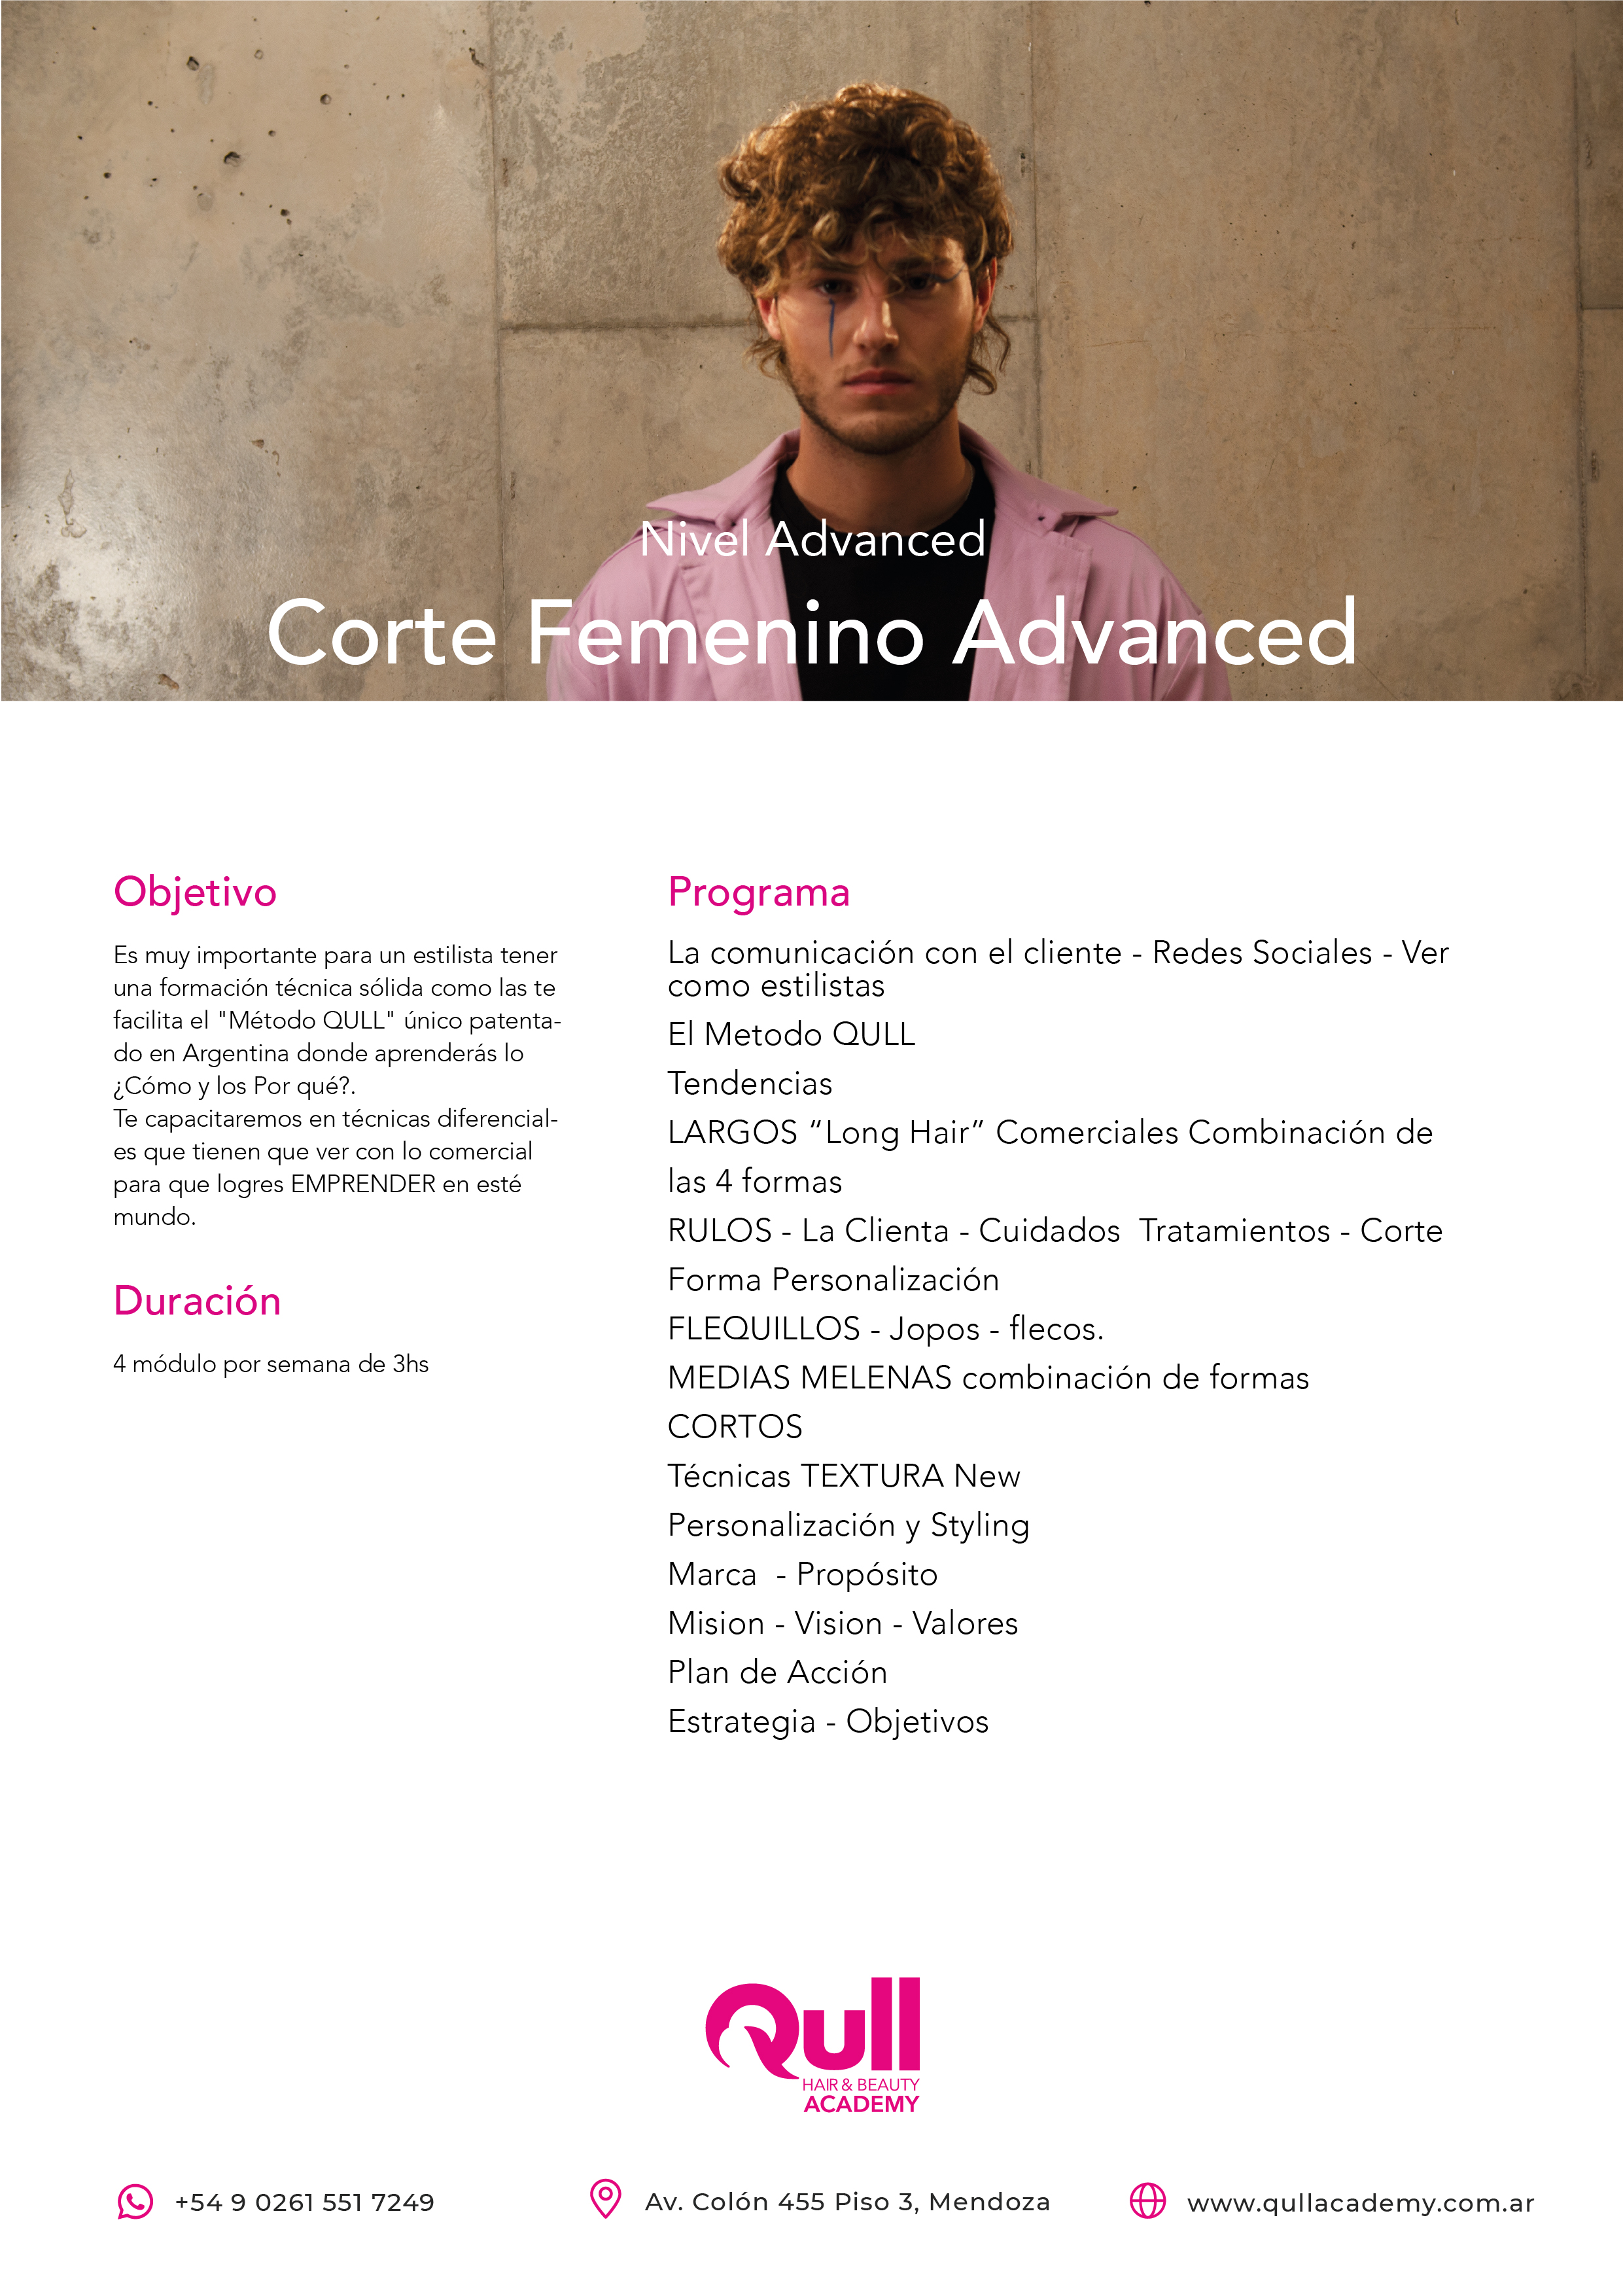 Nivel Advanced
Corte Femenino Advanced
Objetivo
Es muy importante para un estilista tener
una formación técnica sólida como las te
facilita el "Método QULL" único patenta-
do en Argentina donde aprenderás lo
¿Cómo y los Por qué?.
Te capacitaremos en técnicas diferencial-
es que tienen que ver con lo comercial
para que logres EMPRENDER en esté
mundo.
Duración
4 módulo por semana de 3hs
Programa
La comunicación con el cliente - Redes Sociales - Ver
como estilistas
El Metodo QULL
Tendencias
LARGOS “Long Hair” Comerciales Combinación de
las 4 formas
RULOS - La Clienta - Cuidados  Tratamientos - Corte
Forma Personalización
FLEQUILLOS - Jopos - flecos.
MEDIAS MELENAS combinación de formas
CORTOS
Técnicas TEXTURA New
Personalización y Styling
Marca  - Propósito
Mision - Vision - Valores
Plan de Acción
Estrategia - Objetivos
Qull
HAIR & BEAUTY
ACADEMY
+54 9 0261 551 7249
Av. Colón 455 Piso 3, Mendoza
www.qullacademy.com.ar